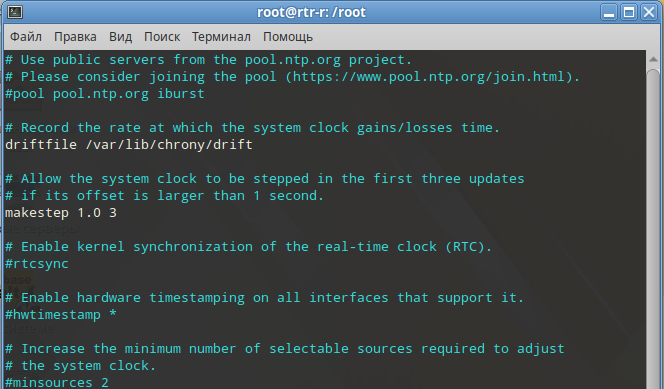 root@rtr-r: /root
Файл Правка Вид Поиск Терминал Помощь
# Use public servers from the pool.ntp.org project.
# Please consider joining the pool (https://www.pool.ntp.org/join.html).
#pool pool.ntp.org iburst
# Record the rate at which the system clock gains/losses time.
driftfile /var/lib/chrony/drift
# Allow the system clock to be stepped in the first three updates
# if its offset is larger than 1 second.
makestep 1.0 3
# Enable kernel synchronization of the real-time clock (RTC).
#rtcsync
# Enable hardware timestamping on all interfaces that support it.
#hwtimestamp *
# Increase the minimum number of selectable sources required to adjust
# the system clock.
#minsources 2